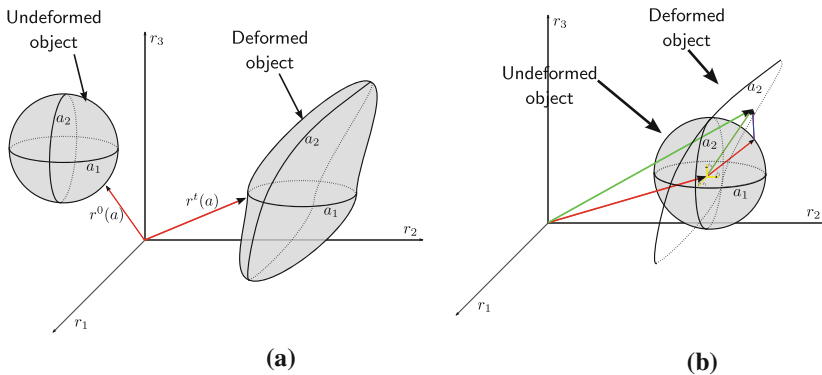 Undeformed
object
r₃
Deformed
object
a₂
a₁
a₂
a₁
r⁰(a)
rᵗ(a)
r₂
r₁
(a)
r₃
Deformed
object
Undeformed
object
a₂
a₂
a₁
r₂
r₁
(b)